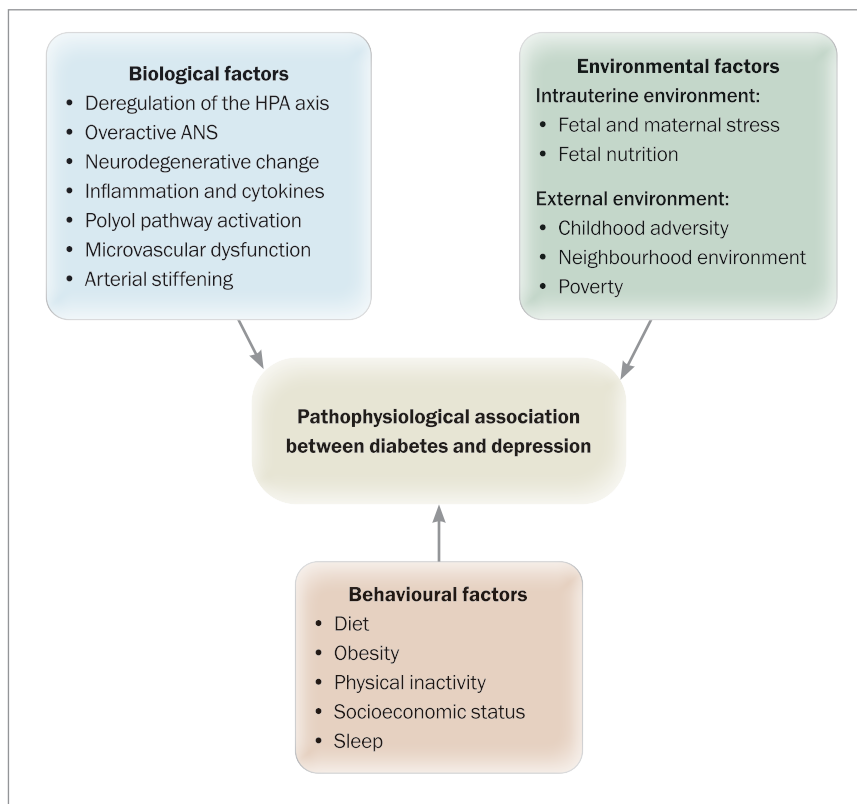 Biological factors
• Deregulation of the HPA axis
• Overactive ANS
• Neurodegenerative change
• Inflammation and cytokines
• Polyol pathway activation
• Microvascular dysfunction
• Arterial stiffening
Environmental factors
Intrauterine environment:
• Fetal and maternal stress
• Fetal nutrition
External environment:
• Childhood adversity
• Neighbourhood environment
• Poverty
Pathophysiological association
between diabetes and depression
Behavioural factors
• Diet
• Obesity
• Physical inactivity
• Socioeconomic status
• Sleep